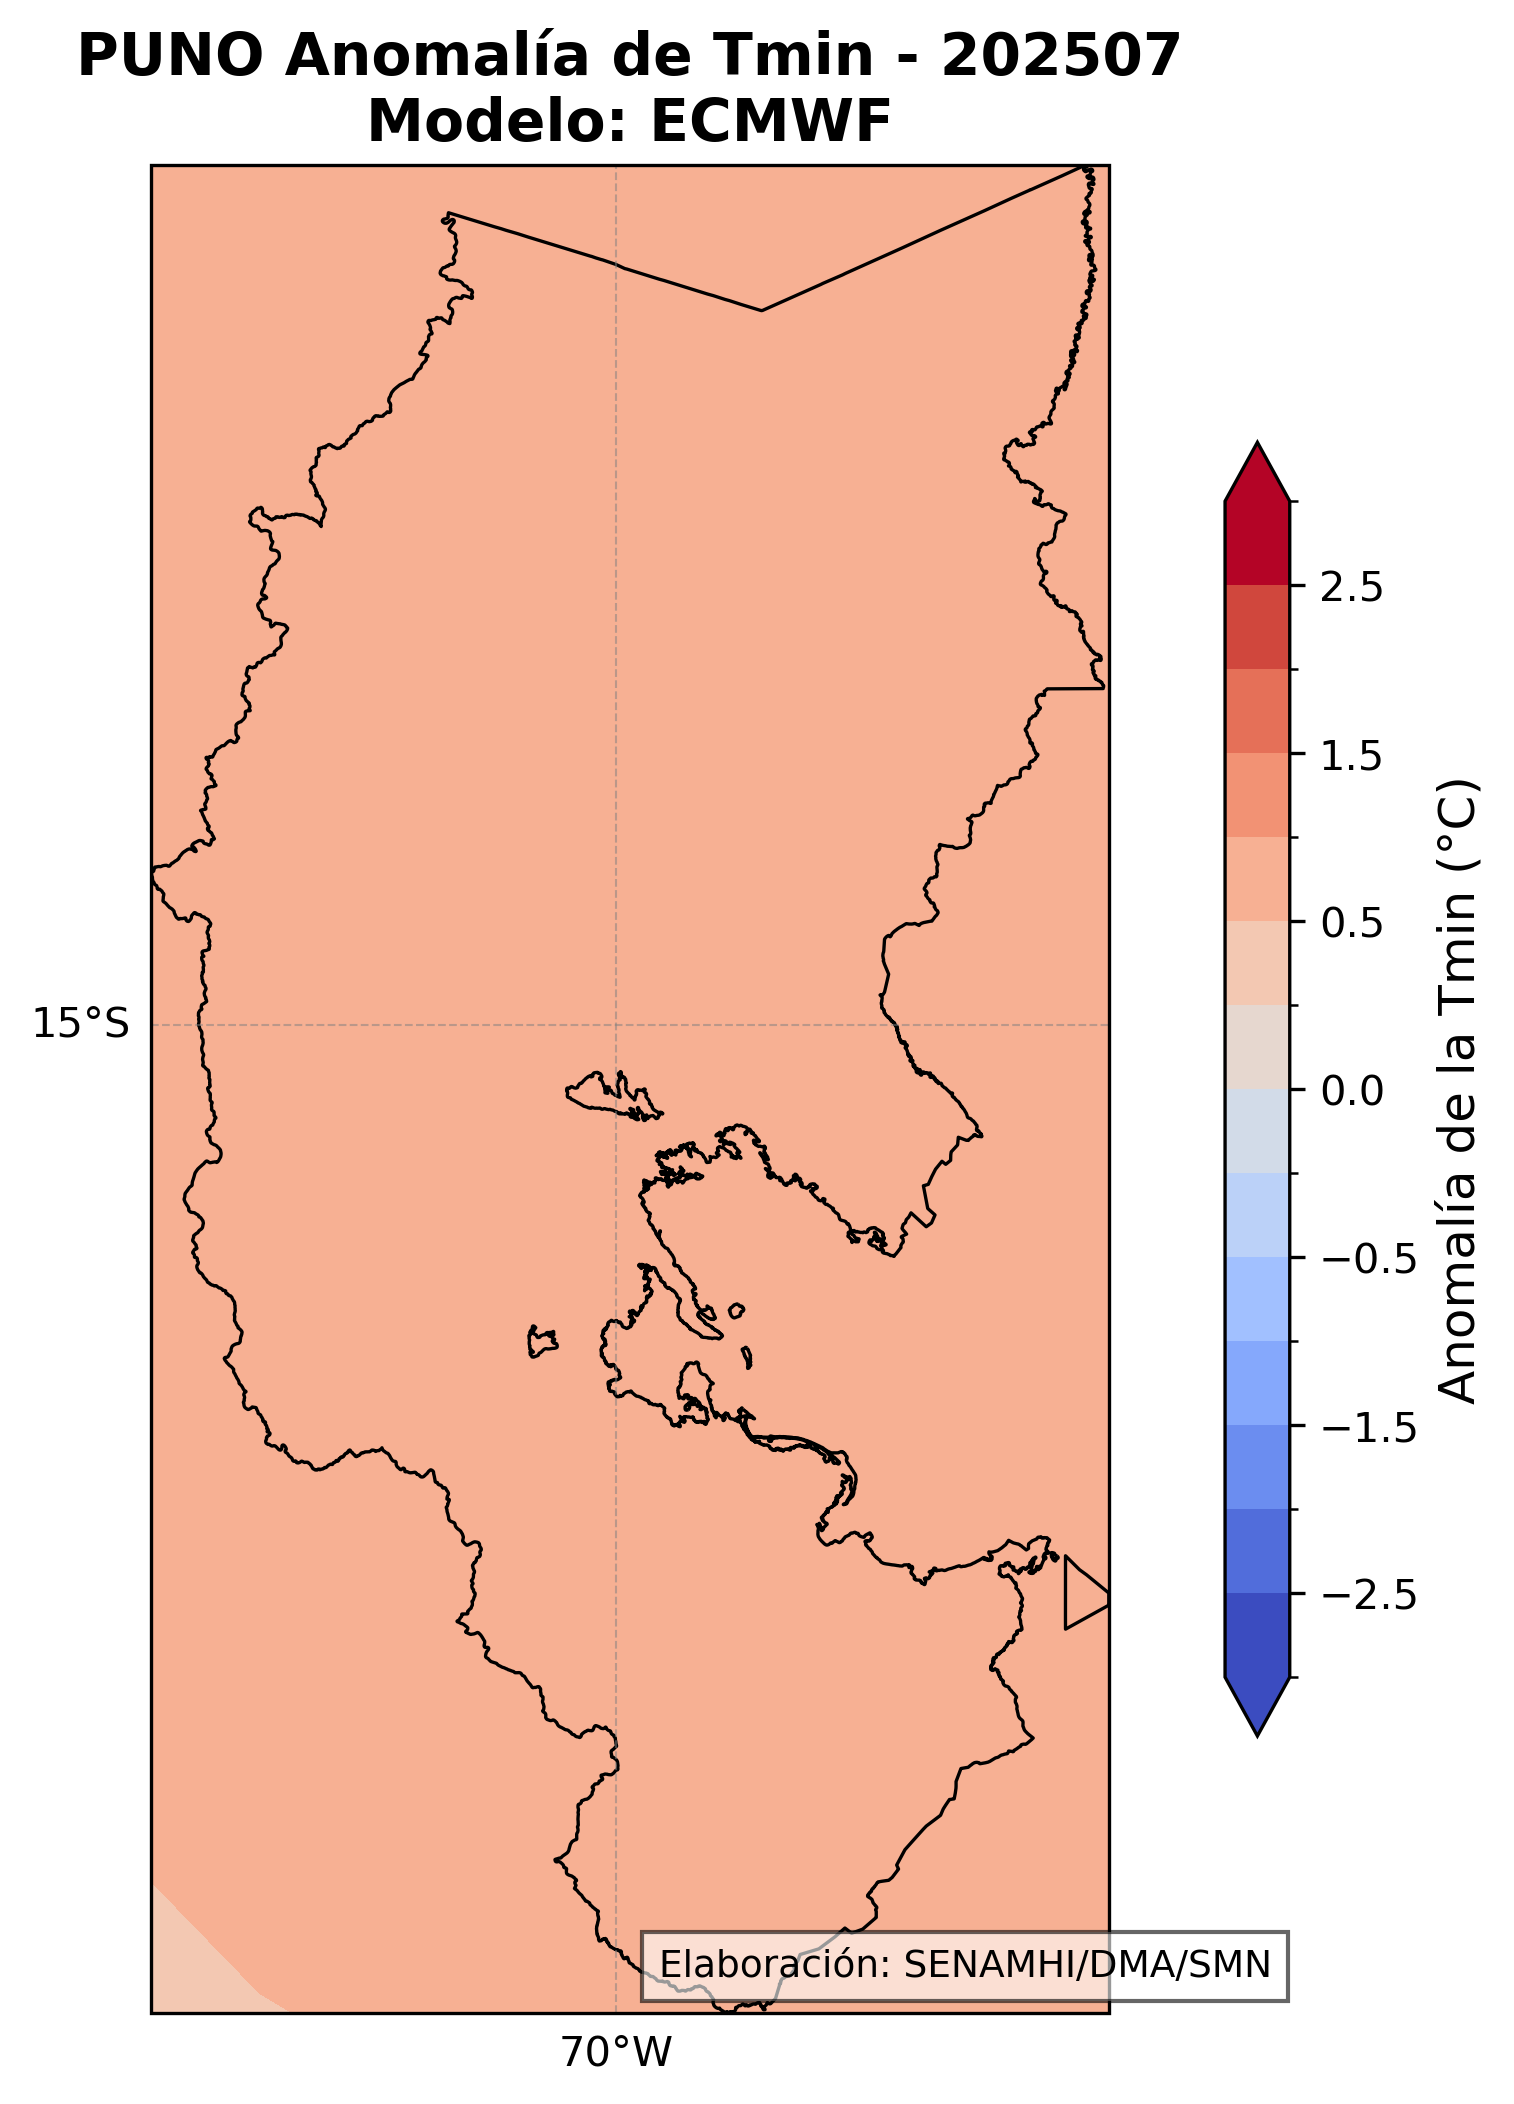 PUNO Anomalía de Tmin - 202507
Modelo: ECMWF
15°S
70°W
2.5
1.5
0.5
0.0
−0.5
−1.5
−2.5
Anomalía de la Tmin (°C)
Elaboración: SENAMHI/DMA/SMN